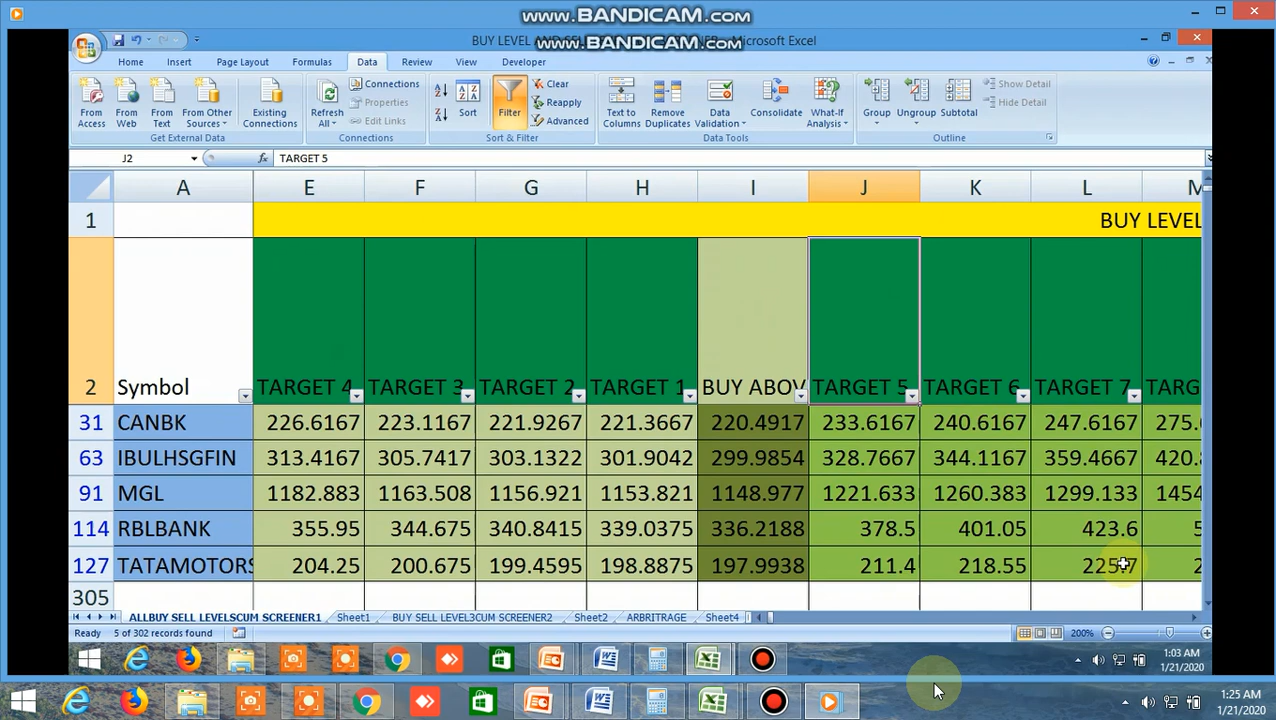 www.BANDICAM.com
BUY LEVEL AND SE
www.BANDICAM.com
- Microsoft Excel
Home Insert Page Layout Formulas Data Review View Developer
From Access
From Web
From Text
From Other Sources
Existing Connections
Get External Data
Refresh All
Connections
Properties
Edit Links
Connections
Sort
Filter
Clear
Reapply
Advanced
Sort & Filter
Text to Columns
Remove Duplicates
Data Validation
Consolidate
What-If Analysis
Data Tools
Group
Ungroup
Subtotal
Show Detail
Hide Detail
Outline
J2 fx TARGET 5
A E F G H I J K L M
1 BUY LEVEL
2 Symbol TARGET 4 TARGET 3 TARGET 2 TARGET 1 BUY ABOV TARGET 5 TARGET 6 TARGET 7 TARG
31 CANBK 226.6167 223.1167 221.9267 221.3667 220.4917 233.6167 240.6167 247.6167 275.
63 IBULHSGFIN 313.4167 305.7417 303.1322 301.9042 299.9854 328.7667 344.1167 359.4667 420.
91 MGL 1182.883 1163.508 1156.921 1153.821 1148.977 1221.633 1260.383 1299.133 1454
114 RBLBANK 355.95 344.675 340.8415 339.0375 336.2188 378.5 401.05 423.6 5
127 TATAMOTORS 204.25 200.675 199.4595 198.8875 197.9938 211.4 218.55 225.7 2
305
ALLBUY SELL LEVELSCUM SCREENER1 Sheet1 BUY SELL LEVEL3CUM SCREENER2 Sheet2 ARBRITRAGE Sheet4
Ready 5 of 302 records found 200%
1:03 AM
1/21/2020
1:25 AM
1/21/2020